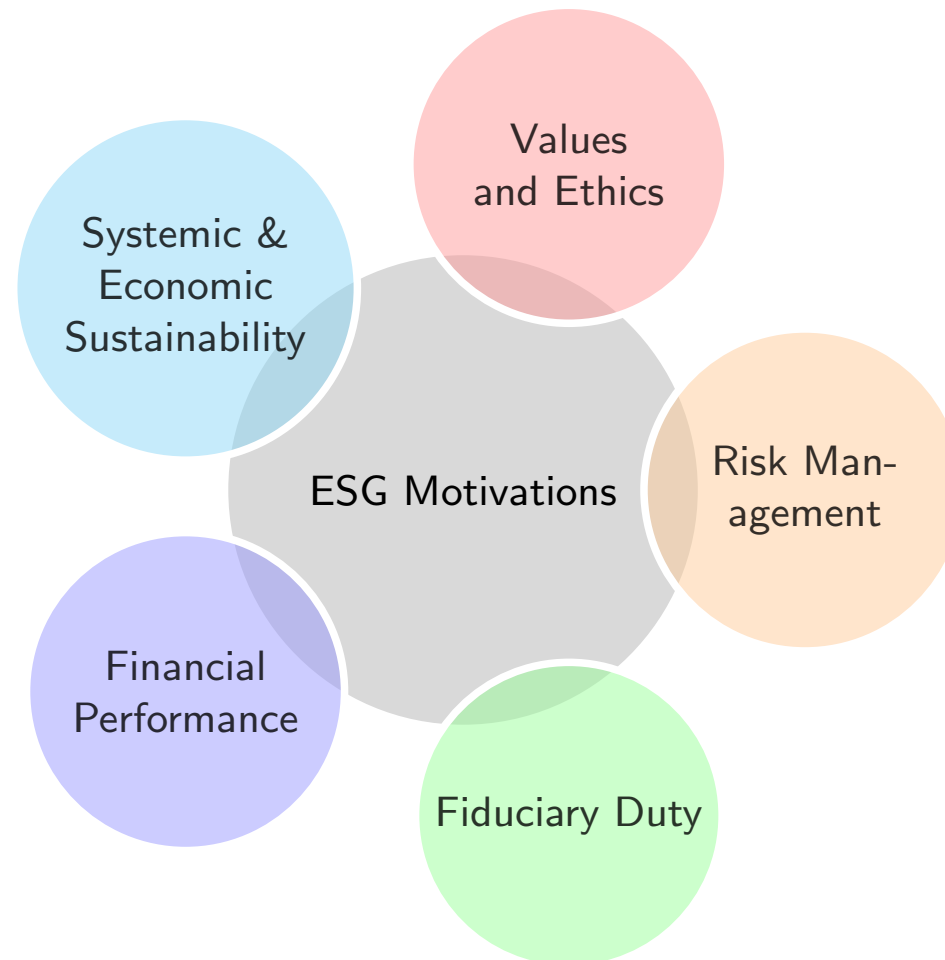 Values
and Ethics
Systemic &
Economic
Sustainability
Risk Man-
agement
ESG Motivations
Financial
Performance
Fiduciary Duty